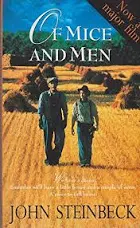 Now a
major film
OF MICE
AND MEN
JOHN STEINBECK